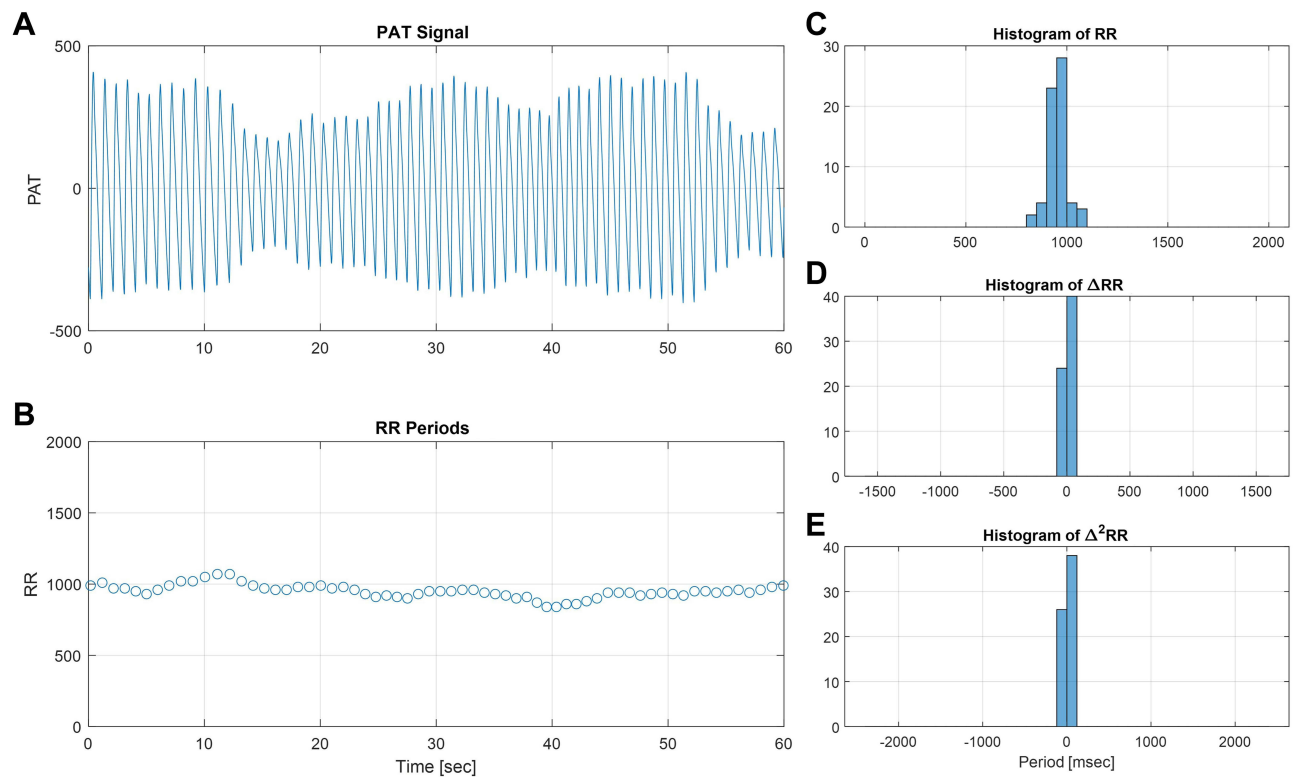 A
PAT Signal
500
0
-500
PAT
0 10 20 30 40 50 60
B
RR Periods
2000
1500
1000
500
0
RR
0 10 20 30 40 50 60
Time [sec]
C
Histogram of RR
30
20
10
0
0 500 1000 1500 2000
D
Histogram of ΔRR
40
30
20
10
0
-1500 -1000 -500 0 500 1000 1500
E
Histogram of Δ²RR
40
30
20
10
0
-2000 -1000 0 1000 2000
Period [msec]